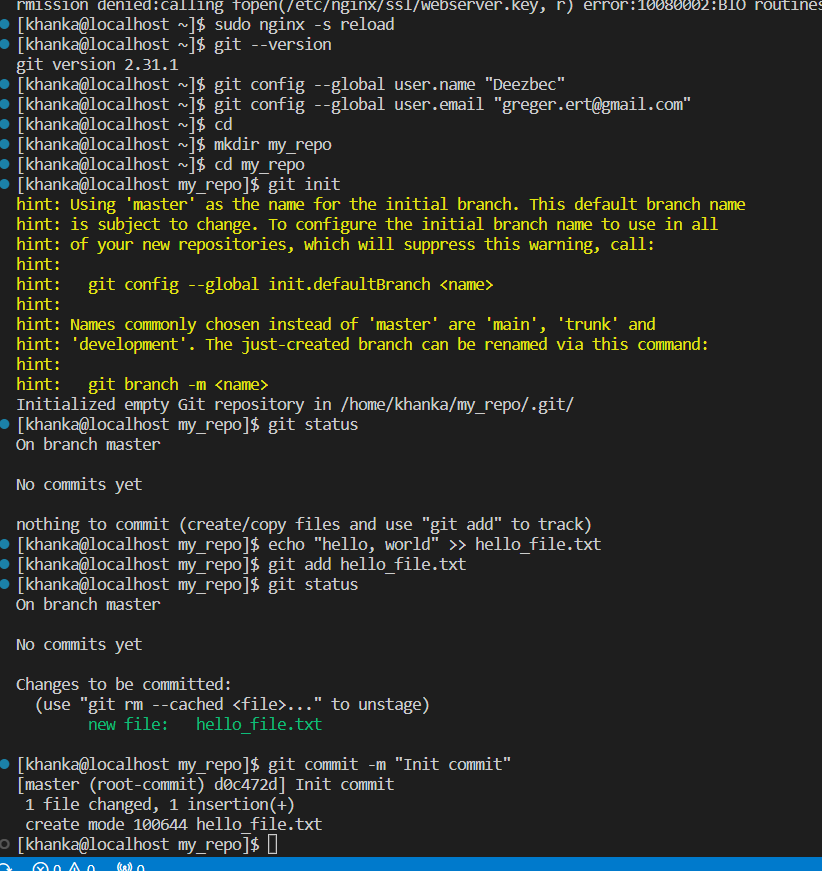 rmission denied:calling fopen(/etc/nginx/ssl/webserver.key, r) error:10080002:BIO routines
[khanka@localhost ~]$ sudo nginx -s reload
[khanka@localhost ~]$ git --version
git version 2.31.1
[khanka@localhost ~]$ git config --global user.name "Deezbec"
[khanka@localhost ~]$ git config --global user.email "greger.ert@gmail.com"
[khanka@localhost ~]$ cd
[khanka@localhost ~]$ mkdir my_repo
[khanka@localhost ~]$ cd my_repo
[khanka@localhost my_repo]$ git init
hint: Using 'master' as the name for the initial branch. This default branch name
hint: is subject to change. To configure the initial branch name to use in all
hint: of your new repositories, which will suppress this warning, call:
hint:
hint:   git config --global init.defaultBranch <name>
hint:
hint: Names commonly chosen instead of 'master' are 'main', 'trunk' and
hint: 'development'. The just-created branch can be renamed via this command:
hint:
hint:   git branch -m <name>
Initialized empty Git repository in /home/khanka/my_repo/.git/
[khanka@localhost my_repo]$ git status
On branch master
No commits yet
nothing to commit (create/copy files and use "git add" to track)
[khanka@localhost my_repo]$ echo "hello, world" >> hello_file.txt
[khanka@localhost my_repo]$ git add hello_file.txt
[khanka@localhost my_repo]$ git status
On branch master
No commits yet
Changes to be committed:
  (use "git rm --cached <file>..." to unstage)
        new file:   hello_file.txt
[khanka@localhost my_repo]$ git commit -m "Init commit"
[master (root-commit) d0c472d] Init commit
 1 file changed, 1 insertion(+)
 create mode 100644 hello_file.txt
[khanka@localhost my_repo]$
0 0 0